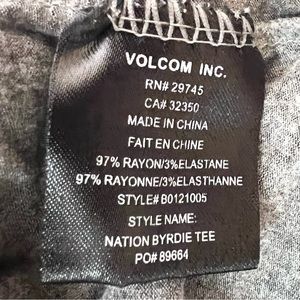 VOLCOM INC.
RN# 29745
CA# 32350
MADE IN CHINA
FAIT EN CHINE
97% RAYON/3% ELASTANE
97% RAYONNE/3% ELASTHANNE
STYLE# B0121005
STYLE NAME:
NATION BYRDIE TEE
PO# 89664